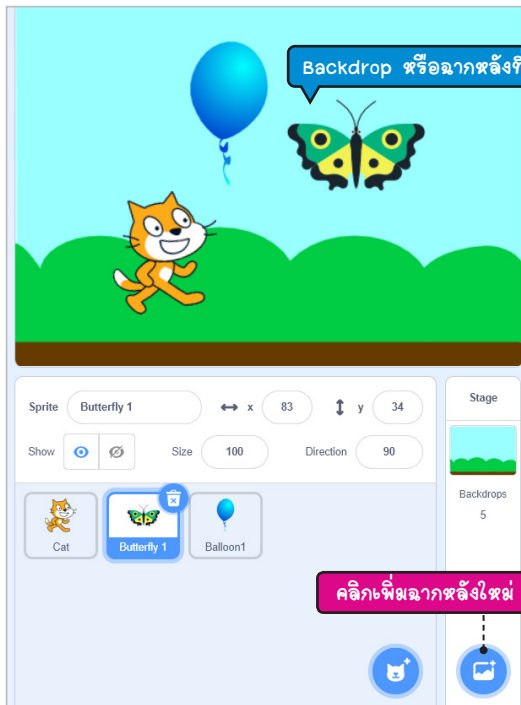 Backdrop หรือฉากหลังที
Sprite Butterfly 1 x 83 y 34
Show Size 100 Direction 90
Stage
Backdrops
5
Cat
Butterfly 1
Balloon1
คลิกเพิ่มฉากหลังใหม่